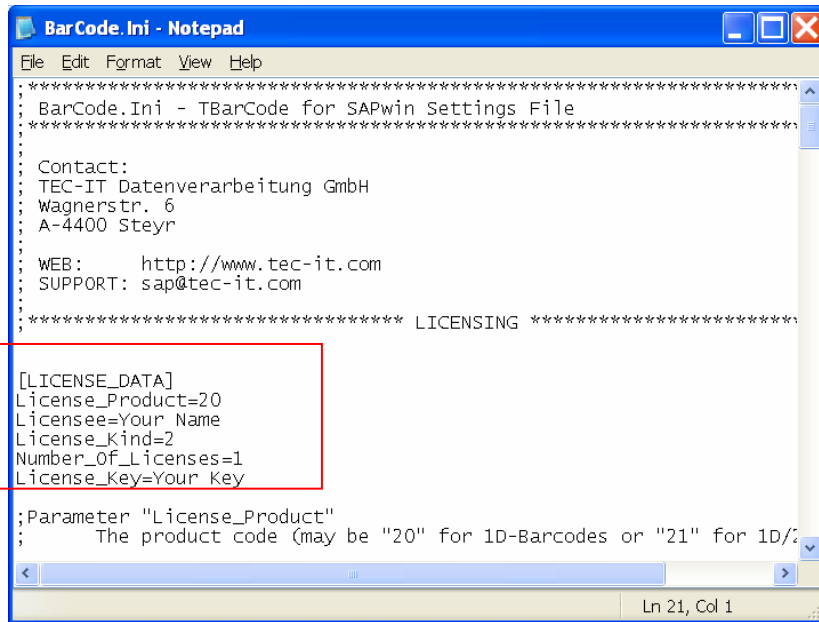 BarCode.Ini - Notepad
File Edit Format View Help
;*******************************************************************
; BarCode.Ini - TBarCode for SAPwin Settings File
;*******************************************************************
;
; Contact:
; TEC-IT Datenverarbeitung GmbH
; Wagnerstr. 6
; A-4400 Steyr
;
; WEB: http://www.tec-it.com
; SUPPORT: sap@tec-it.com
;
;********************************* LICENSING ***********************
[LICENSE_DATA]
License_Product=20
Licensee=Your Name
License_Kind=2
Number_Of_Licenses=1
License_Key=Your Key
;Parameter "License_Product"
; The product code (may be "20" for 1D-Barcodes or "21" for 1D/2
Ln 21, Col 1